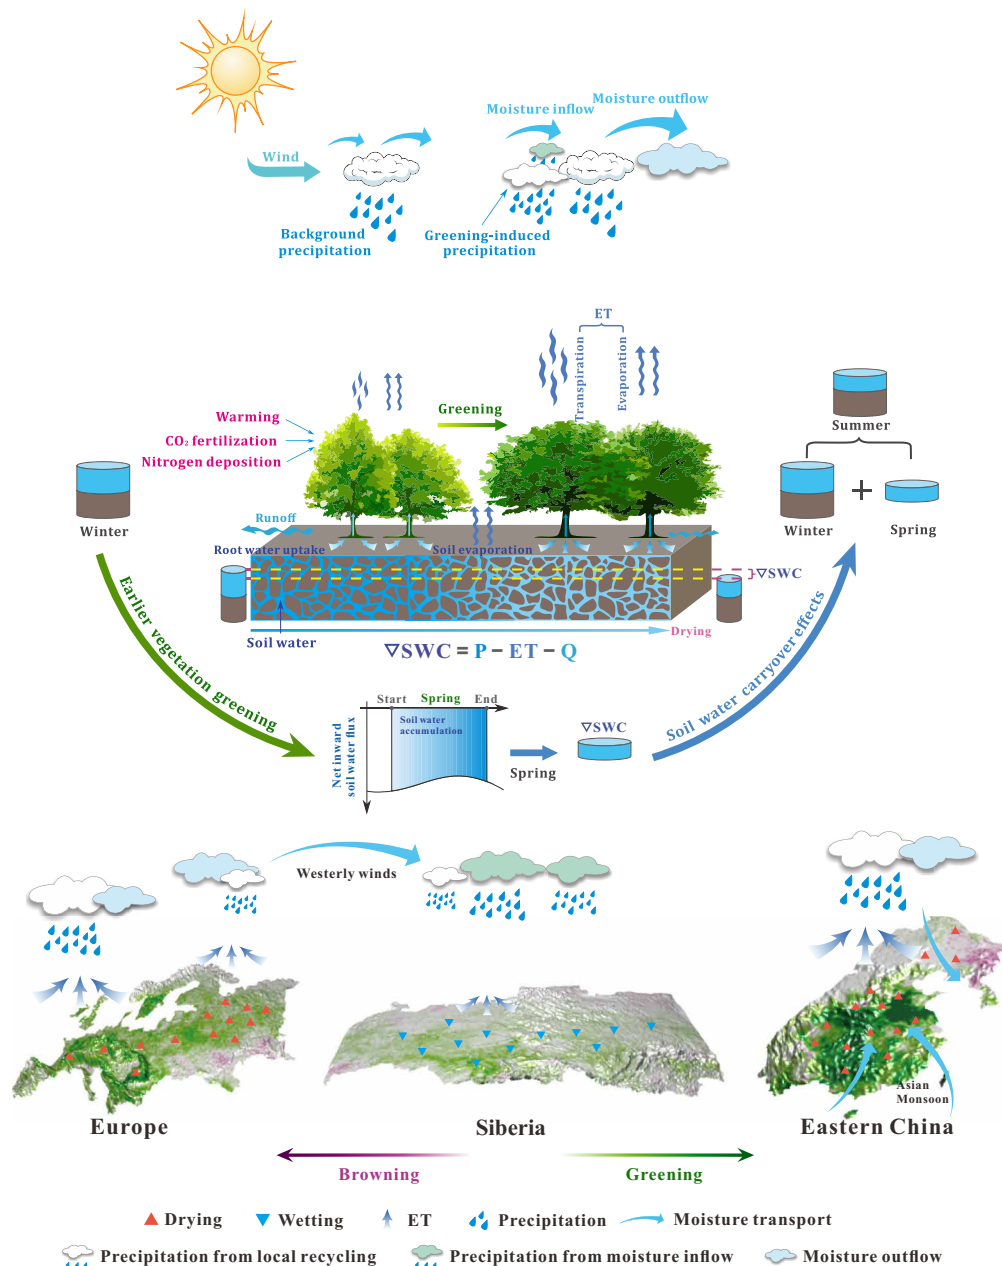 Moisture outflow
Moisture inflow
Wind
Background
precipitation
Greening-induced
precipitation
ET
Transpiration
Evaporation
Greening
Warming
CO₂ fertilization
Nitrogen deposition
Summer
Winter
Winter
Spring
Runoff
Root water uptake
Soil evaporation
▽SWC
Soil water
Drying
▽SWC = P − ET − Q
Earlier vegetation greening
Soil water carryover effects
Start
Spring
End
Soil water
accumulation
Net inward
soil water flux
Spring
▽SWC
Westerly winds
Asian
Monsoon
Europe
Siberia
Eastern China
Browning
Greening
Drying
Wetting
ET
Precipitation
Moisture transport
Precipitation from local recycling
Precipitation from moisture inflow
Moisture outflow